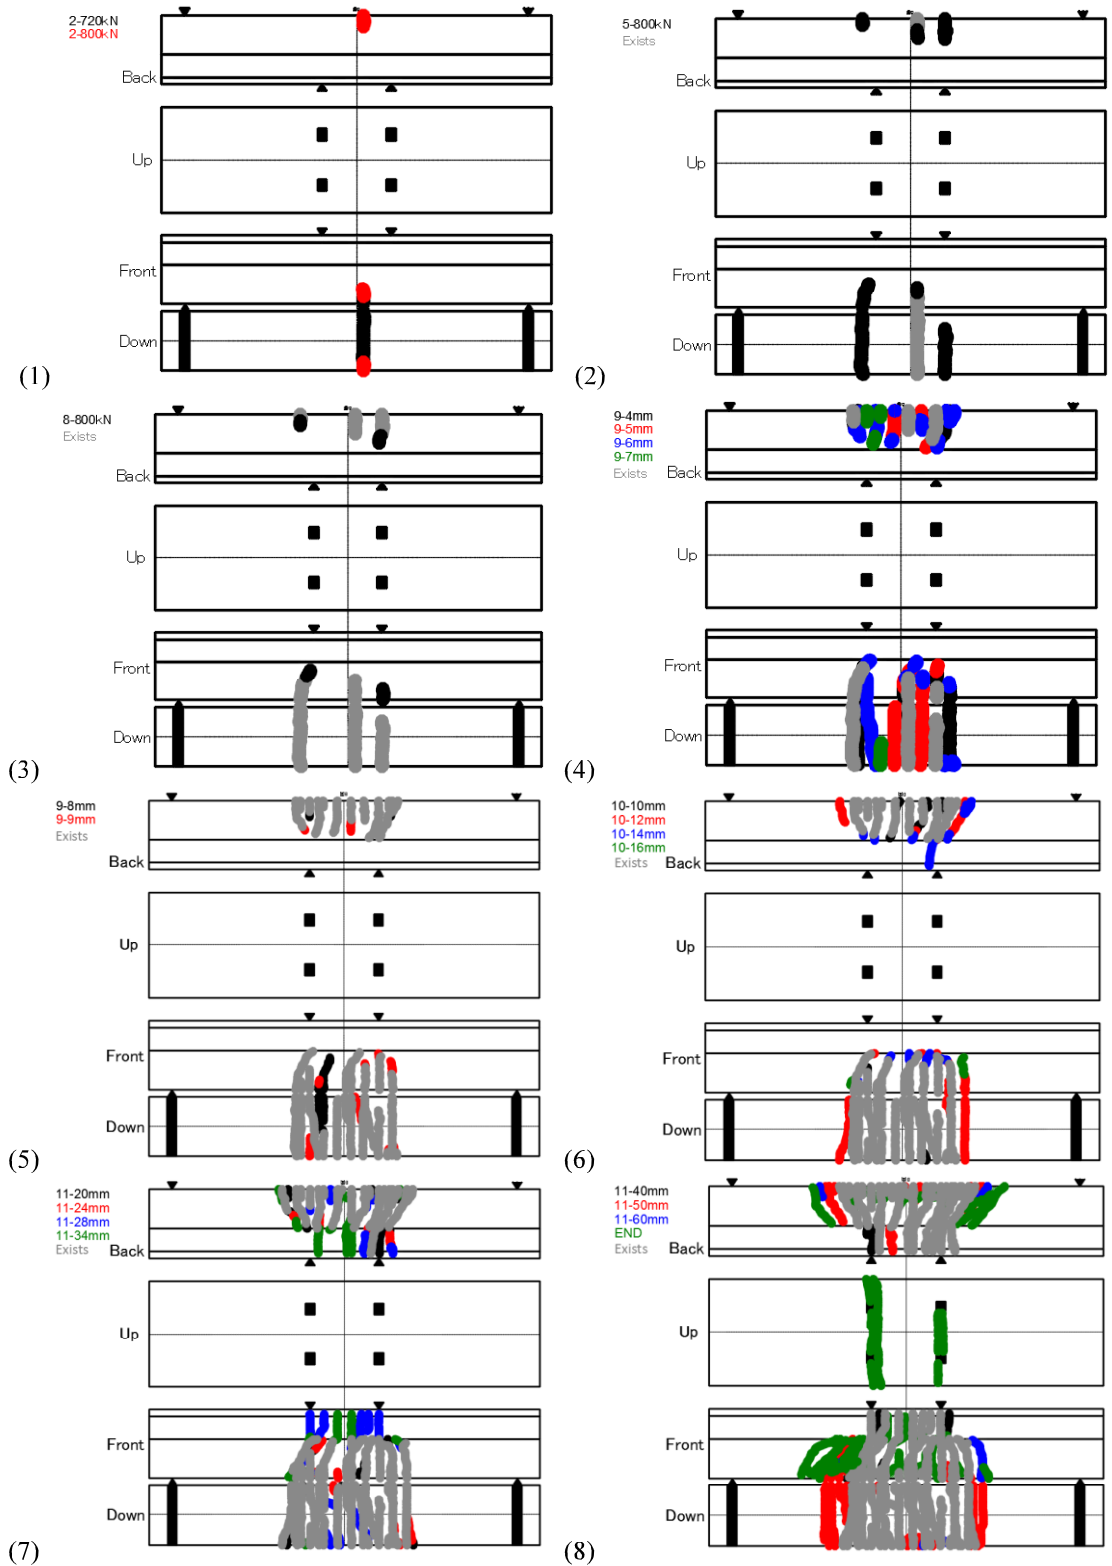 2-720kN
2-800kN
Back
Up
Front
Down
(1)
5-800kN
Exists
Back
Up
Front
Down
(2)
8-800kN
Exists
Back
Up
Front
Down
(3)
9-4mm
9-5mm
9-6mm
9-7mm
Exists
Back
Up
Front
Down
(4)
9-8mm
9-9mm
Exists
Back
Up
Front
Down
(5)
10-10mm
10-12mm
10-14mm
10-16mm
Exists
Back
Up
Front
Down
(6)
11-20mm
11-24mm
11-28mm
11-34mm
Exists
Back
Up
Front
Down
(7)
11-40mm
11-50mm
11-60mm
END
Exists
Back
Up
Front
Down
(8)